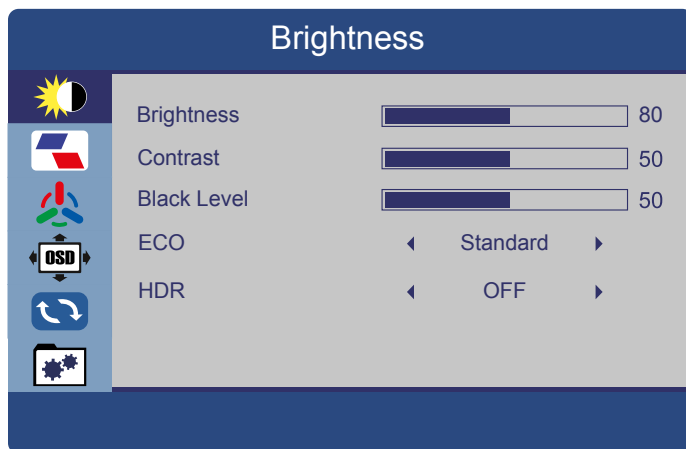 Brightness
Brightness 80
Contrast 50
Black Level 50
ECO Standard
OSD
HDR OFF